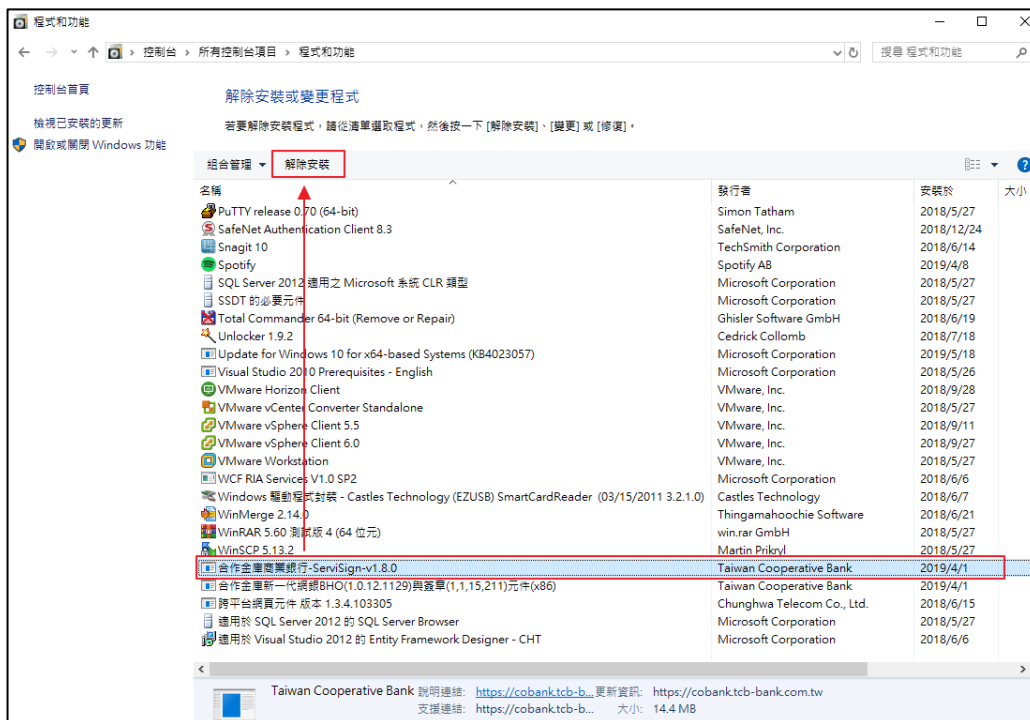 程式和功能
控制台 › 所有控制台項目 › 程式和功能
搜尋 程式和功能
控制台首頁
檢視已安裝的更新
開啟或關閉 Windows 功能
解除安裝或變更程式
若要解除安裝程式，請從清單選取程式，然後按一下 [解除安裝]、[變更] 或 [修復]。
組合管理 解除安裝
名稱 發行者 安裝於 大小
PuTTY release 0.70 (64-bit) Simon Tatham 2018/5/27
SafeNet Authentication Client 8.3 SafeNet, Inc. 2018/12/24
Snagit 10 TechSmith Corporation 2018/6/14
Spotify Spotify AB 2019/4/8
SQL Server 2012 適用之 Microsoft 系統 CLR 類型 Microsoft Corporation 2018/5/27
SSDT 的必要元件 Microsoft Corporation 2018/5/27
Total Commander 64-bit (Remove or Repair) Ghisler Software GmbH 2018/6/19
Unlocker 1.9.2 Cedrick Collomb 2018/7/18
Update for Windows 10 for x64-based Systems (KB4023057) Microsoft Corporation 2019/5/18
Visual Studio 2010 Prerequisites - English Microsoft Corporation 2018/5/26
VMware Horizon Client VMware, Inc. 2018/9/28
VMware vCenter Converter Standalone VMware, Inc. 2018/5/27
VMware vSphere Client 5.5 VMware, Inc. 2018/9/11
VMware vSphere Client 6.0 VMware, Inc. 2018/9/27
VMware Workstation VMware, Inc. 2018/5/27
WCF RIA Services V1.0 SP2 Microsoft Corporation 2018/6/6
Windows 驅動程式封裝 - Castles Technology (EZUSB) SmartCardReader (03/15/2011 3.2.1.0) Castles Technology 2018/6/7
WinMerge 2.14.0 Thingamahoochie Software 2018/6/21
WinRAR 5.60 測試版 4 (64 位元) win.rar GmbH 2018/5/27
WinSCP 5.13.2 Martin Prikryl 2018/5/27
合作金庫商業銀行-ServiSign-v1.8.0 Taiwan Cooperative Bank 2019/4/1
合作金庫新一代網銀BHO(1.0.12.1129)與簽章(1,1,15,211)元件(x86) Taiwan Cooperative Bank 2019/4/1
跨平台網頁元件 版本 1.3.4.103305 Chunghwa Telecom Co., Ltd. 2018/6/15
適用於 SQL Server 2012 的 SQL Server Browser Microsoft Corporation 2018/5/27
適用於 Visual Studio 2012 的 Entity Framework Designer - CHT Microsoft Corporation 2018/6/6
Taiwan Cooperative Bank 說明連結: https://cobank.tcb-b... 更新資訊: https://cobank.tcb-bank.com.tw
支援連結: https://cobank.tcb-b... 大小: 14.4 MB